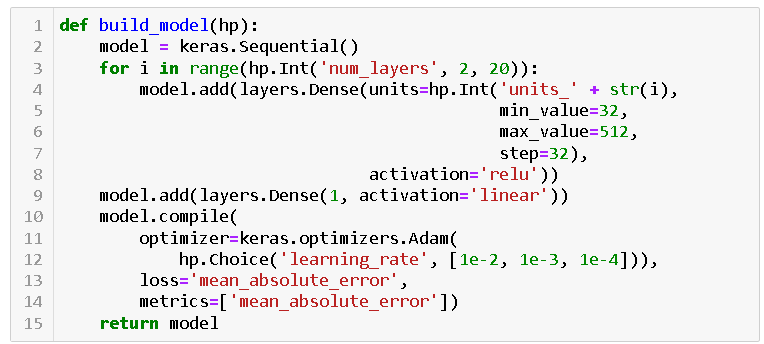 1 def build_model(hp):
2     model = keras.Sequential()
3     for i in range(hp.Int('num_layers', 2, 20)):
4         model.add(layers.Dense(units=hp.Int('units_' + str(i),
5                                             min_value=32,
6                                             max_value=512,
7                                             step=32),
8                                activation='relu'))
9     model.add(layers.Dense(1, activation='linear'))
10     model.compile(
11         optimizer=keras.optimizers.Adam(
12             hp.Choice('learning_rate', [1e-2, 1e-3, 1e-4])),
13         loss='mean_absolute_error',
14         metrics=['mean_absolute_error'])
15     return model